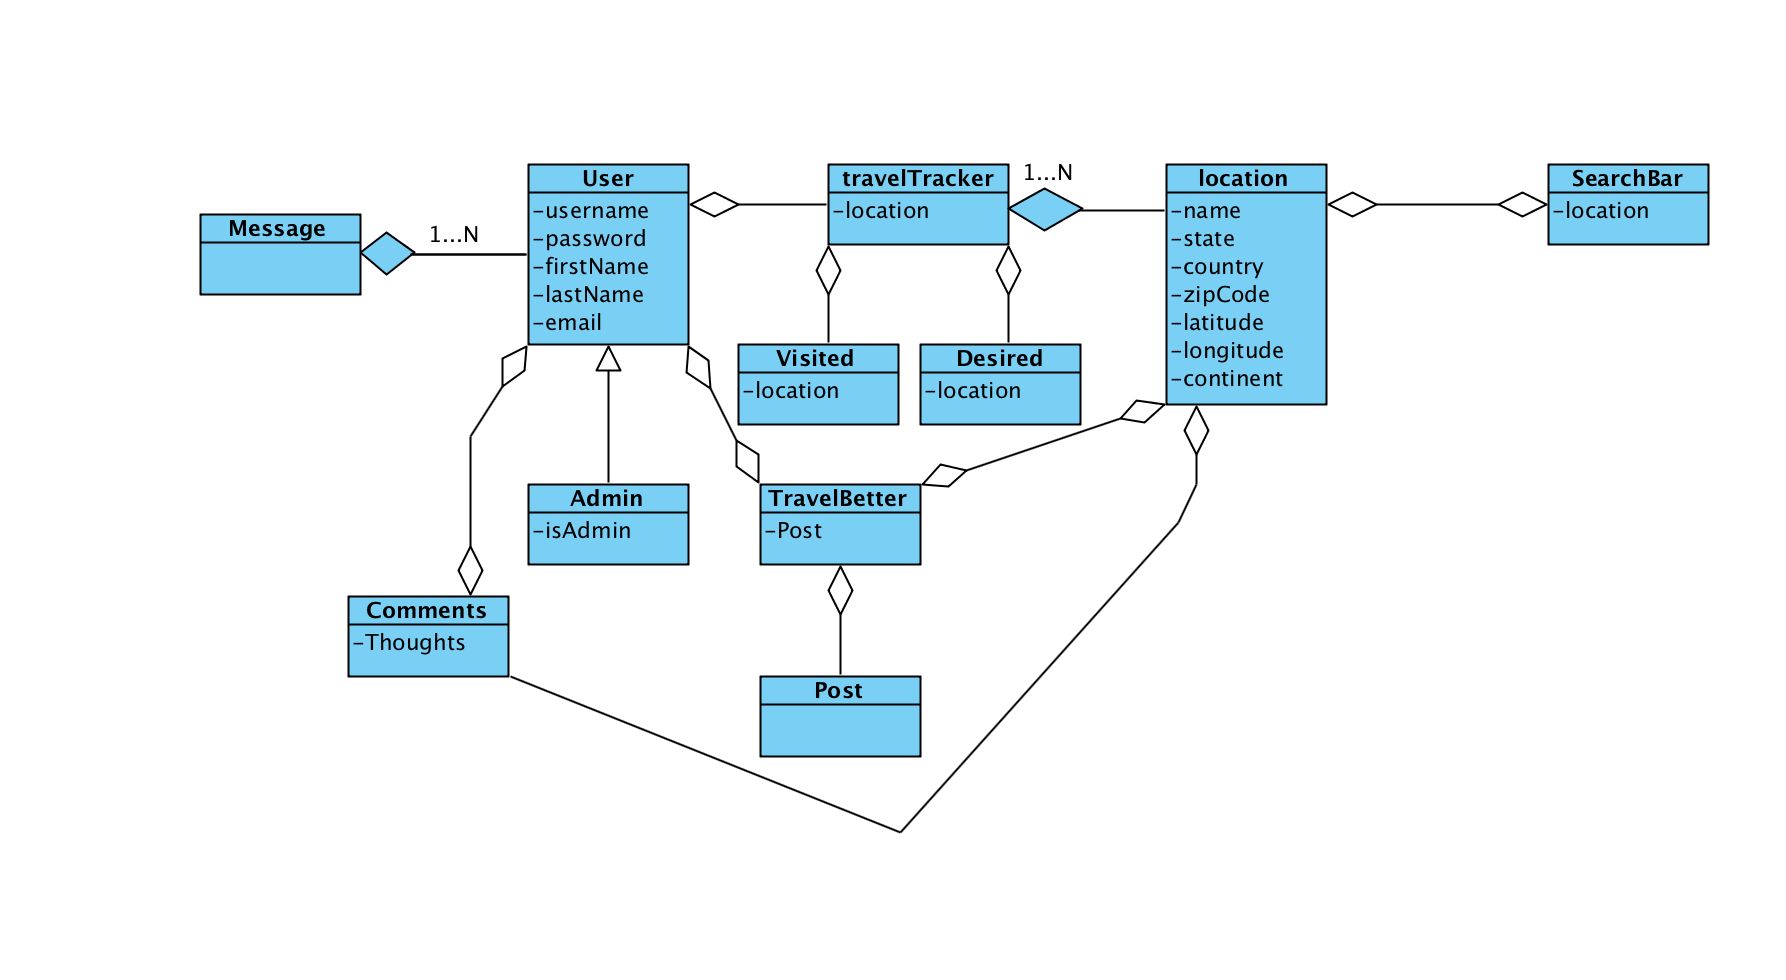 Message
1...N
User
-username
-password
-firstName
-lastName
-email
travelTracker
-location
1...N
location
-name
-state
-country
-zipCode
-latitude
-longitude
-continent
SearchBar
-location
Visited
-location
Desired
-location
Admin
-isAdmin
TravelBetter
-Post
Comments
-Thoughts
Post